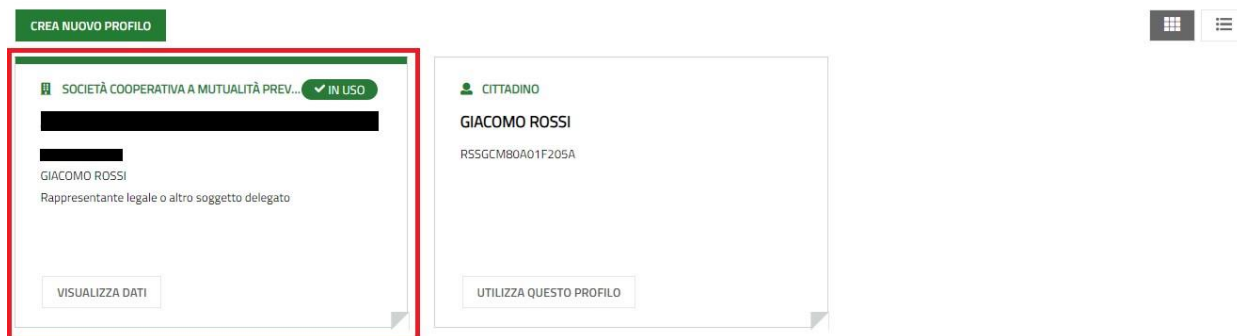 CREA NUOVO PROFILO
SOCIETÀ COOPERATIVA A MUTUALITÀ PREV... IN USO
GIACOMO ROSSI
Rappresentante legale o altro soggetto delegato
VISUALIZZA DATI
CITTADINO
GIACOMO ROSSI
RSSGCM80A01F205A
UTILIZZA QUESTO PROFILO